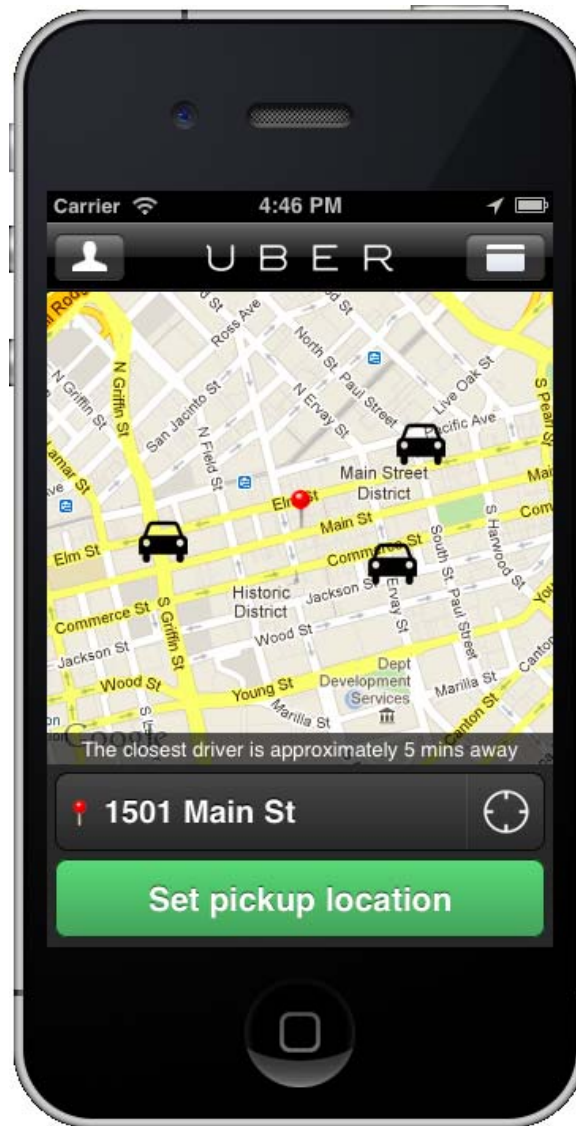 Carrier
4:46 PM
UBER
Ross Ave
North St
Paul Street
Live Oak St
N Griffin St
N Griffin St
San Jacinto St
N Ervay St
Pacific Ave
S Pearl
N Field St
Lamar St
Main Street
District
Elm St
Main St
Elm St
Commerce St
S Harwood St
Historic
District
Jackson St
Ervay St
South St. Paul Street
Commerce St
S Griffin St
Wood St
Jackson St
Wood St
Young St
Dept
Development
Services
Marilla St
Marilla St
Canton St
Canton
Google
The closest driver is approximately 5 mins away
1501 Main St
Set pickup location